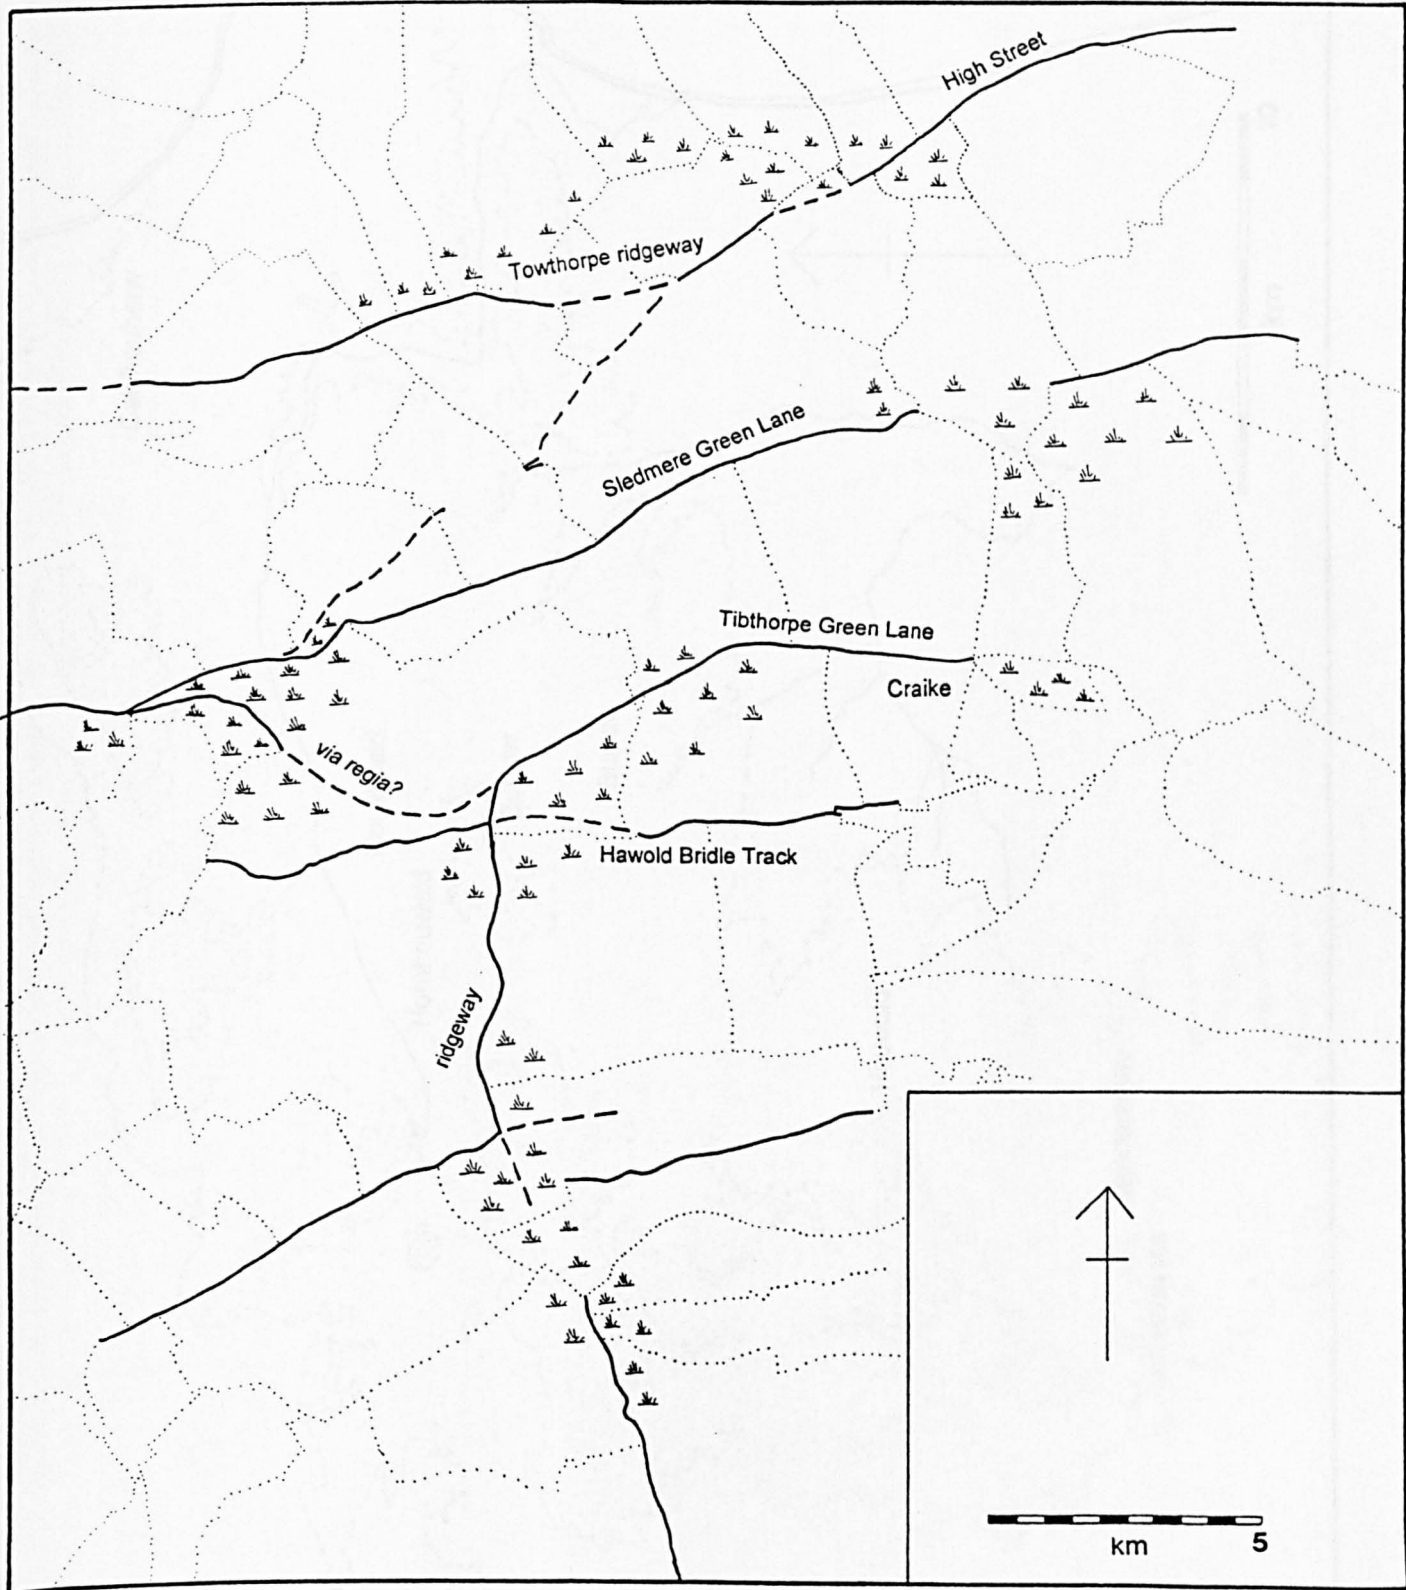 High Street
Towthorpe ridgeway
Sledmere Green Lane
Tibthorpe Green Lane
Craike
via regia?
Hawold Bridle Track
ridgeway
km
5